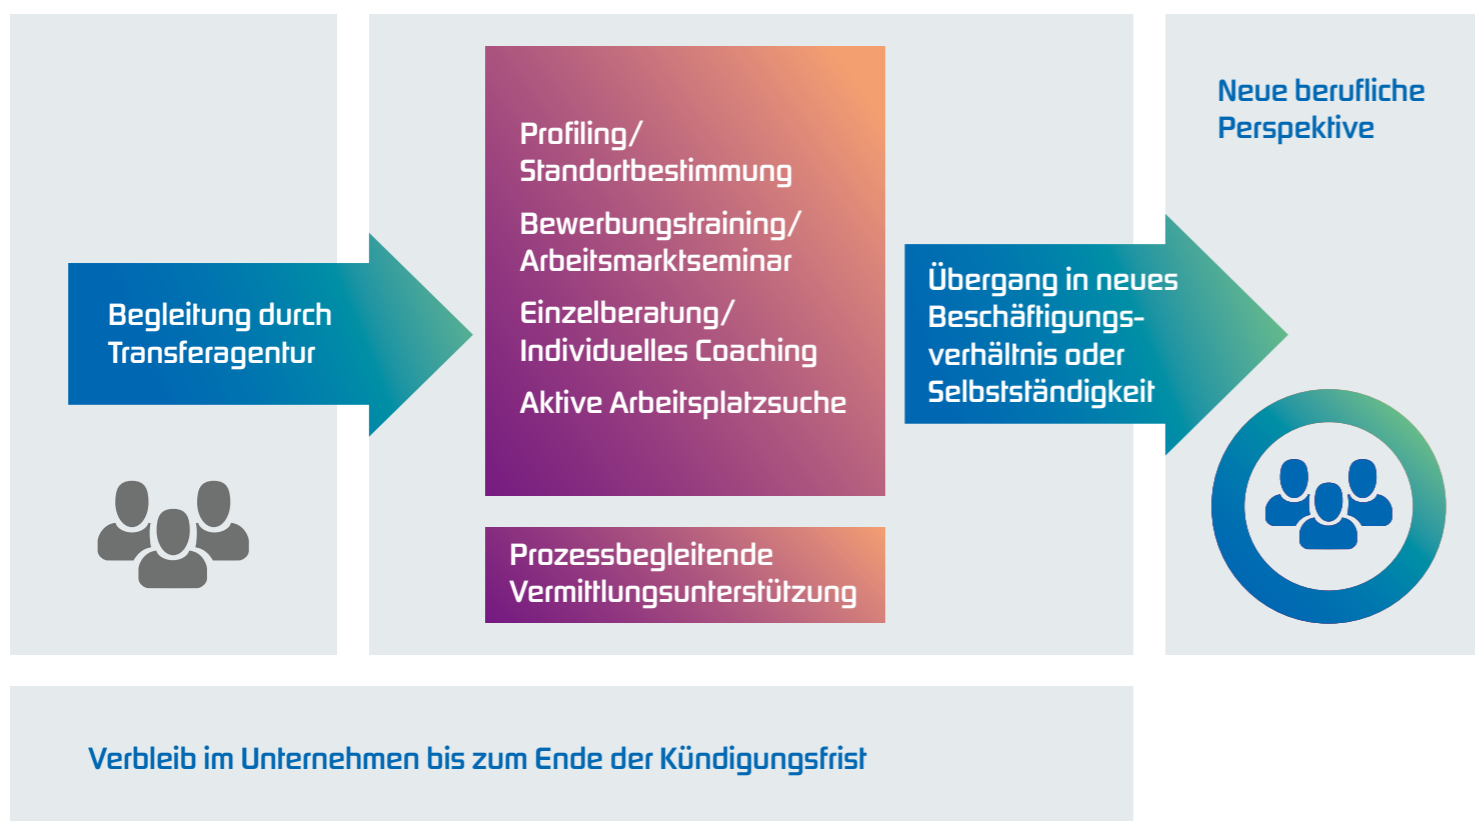 Begleitung durch
Transferagentur
Profiling/
Standortbestimmung
Bewerbungstraining/
Arbeitsmarktseminar
Einzelberatung/
Individuelles Coaching
Aktive Arbeitsplatzsuche
Prozessbegleitende
Vermittlungsunterstützung
Übergang in neues
Beschäftigungs-
verhältnis oder
Selbstständigkeit
Neue berufliche
Perspektive
Verbleib im Unternehmen bis zum Ende der Kündigungsfrist